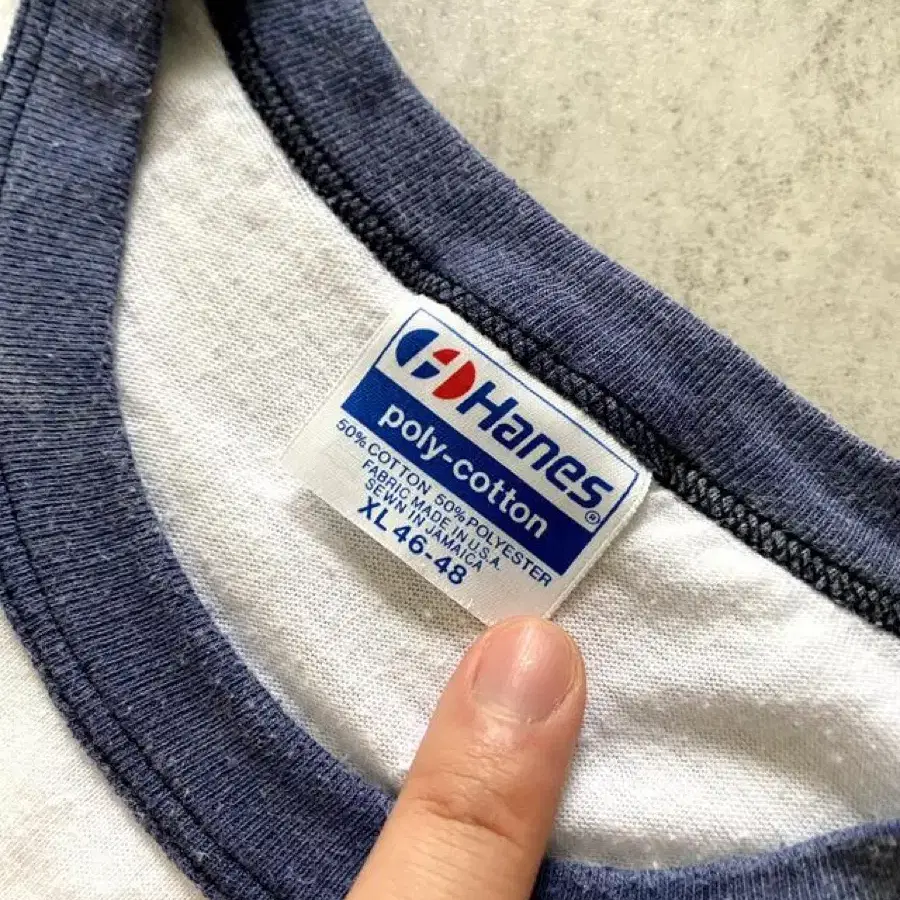 Hanes®
poly-cotton
50% COTTON 50% POLYESTER
FABRIC MADE IN U.S.A.
SEWN IN JAMAICA
XL 46-48